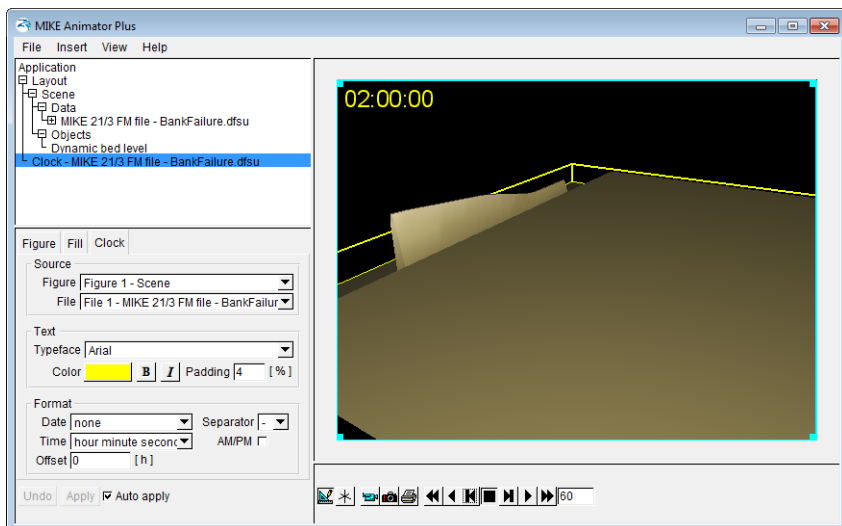 MIKE Animator Plus
File Insert View Help
Application
Layout
Scene
Data
MIKE 21/3 FM file - BankFailure.dfsu
Objects
Dynamic bed level
Clock - MIKE 21/3 FM file - BankFailure.dfsu
02:00:00
Figure Fill Clock
Source
Figure Figure 1 - Scene
File File 1 - MIKE 21/3 FM file - BankFailur
Text
Typeface Arial
Color B I Padding 4 [%]
Format
Date none Separator -
Time hour minute second AM/PM
Offset 0 [h]
Undo Apply Auto apply
60